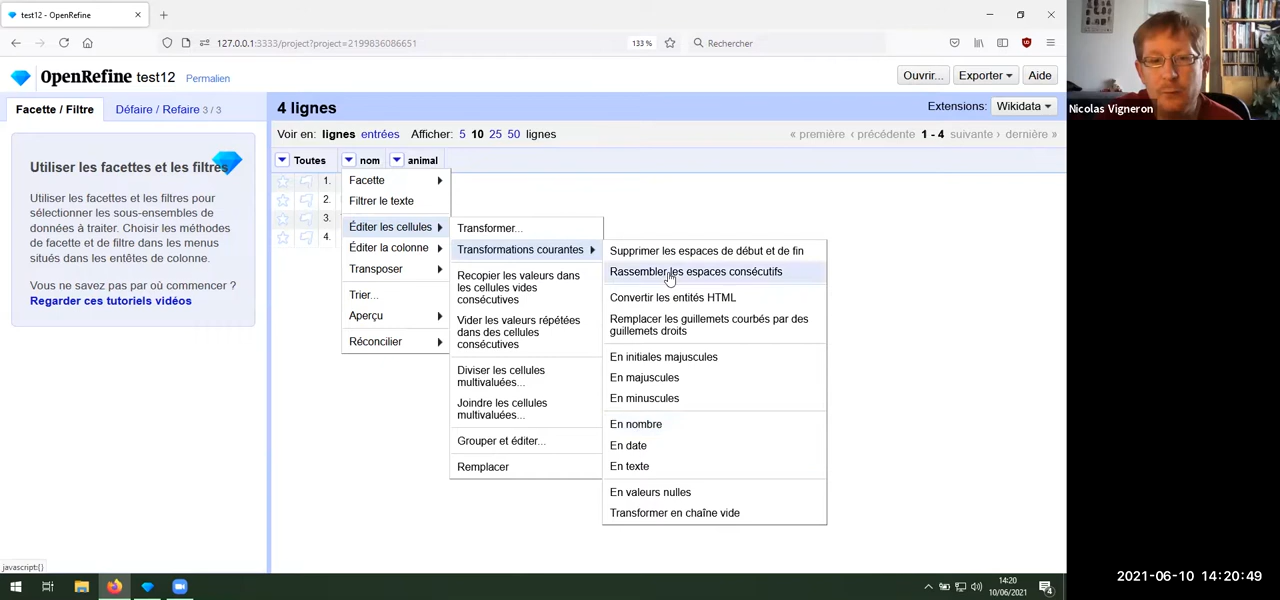 test12 - OpenRefine
127.0.0.1:3333/project?project=2199836086651
133 %
Rechercher
OpenRefine test12 Permalien
Ouvrir... Exporter Aide
Nicolas Vigneron
Facette / Filtre Défaire / Refaire 3 / 3
4 lignes
Extensions: Wikidata
Voir en: lignes entrées Afficher: 5 10 25 50 lignes
« première ‹ précédente 1 - 4 suivante › dernière »
Utiliser les facettes et les filtres
Utiliser les facettes et les filtres pour
sélectionner les sous-ensembles de
données à traiter. Choisir les méthodes
de facette et de filtre dans les menus
situés dans les entêtes de colonne.
Vous ne savez pas par où commencer ?
Regarder ces tutoriels vidéos
Toutes nom animal
1.
2.
3.
4.
Facette
Filtrer le texte
Éditer les cellules
Éditer la colonne
Transposer
Trier...
Aperçu
Réconcilier
Transformer...
Transformations courantes
Recopier les valeurs dans
les cellules vides
consécutives
Vider les valeurs répétées
dans des cellules
consécutives
Diviser les cellules
multivaluées...
Joindre les cellules
multivaluées...
Grouper et éditer...
Remplacer
Supprimer les espaces de début et de fin
Rassembler les espaces consécutifs
Convertir les entités HTML
Remplacer les guillemets courbés par des
guillemets droits
En initiales majuscules
En majuscules
En minuscules
En nombre
En date
En texte
En valeurs nulles
Transformer en chaîne vide
javascript:{}
14:20
10/06/2021
4
2021-06-10 14:20:49